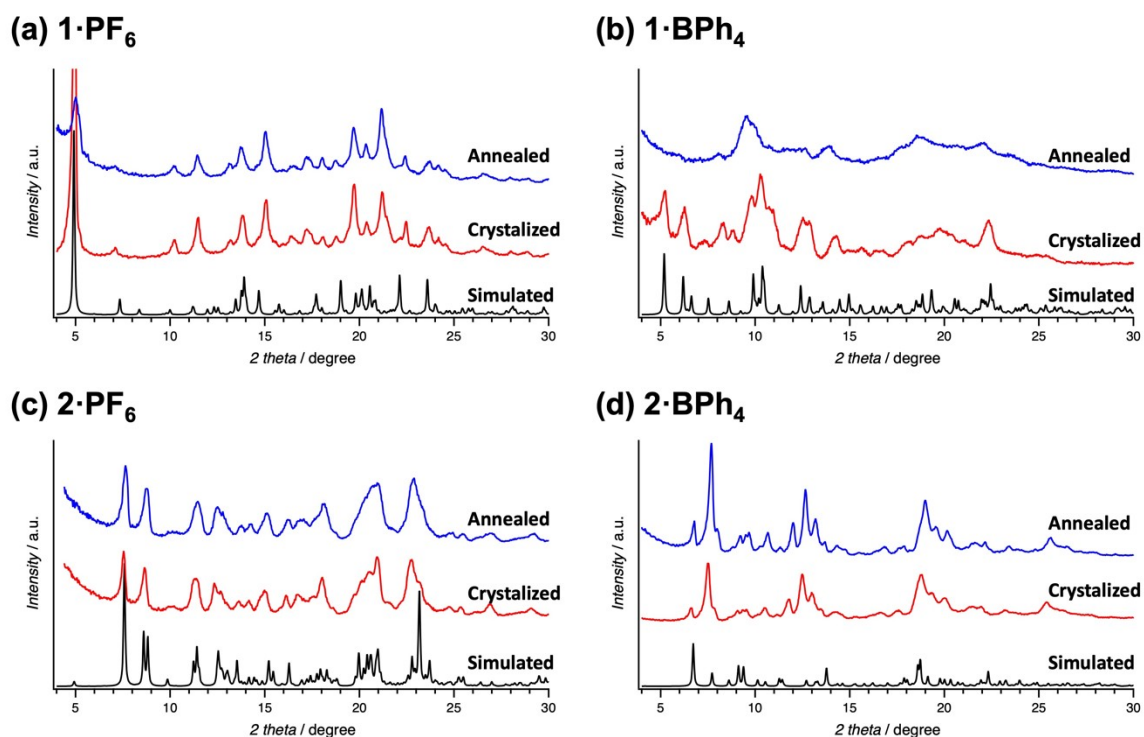 (a) 1·PF6
Intensity / a.u.
Annealed
Crystalized
Simulated
5 10 15 20 25 30
2 theta / degree
(b) 1·BPh4
Intensity / a.u.
Annealed
Crystalized
Simulated
5 10 15 20 25 30
2 theta / degree
(c) 2·PF6
Intensity / a.u.
Annealed
Crystalized
Simulated
5 10 15 20 25 30
2 theta / degree
(d) 2·BPh4
Intensity / a.u.
Annealed
Crystalized
Simulated
5 10 15 20 25 30
2 theta / degree